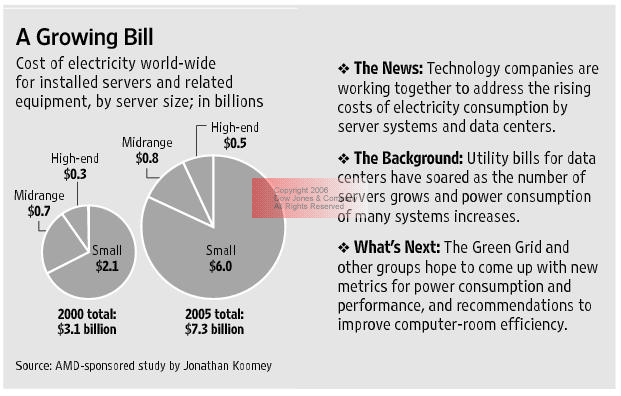 A Growing Bill
Cost of electricity world-wide
for installed servers and related
equipment, by server size; in billions
High-end
$0.5
Midrange
$0.8
High-end
$0.3
Midrange
$0.7
Small
$2.1
Small
$6.0
2000 total:
$3.1 billion
2005 total:
$7.3 billion
Source: AMD-sponsored study by Jonathan Koomey
❖ The News: Technology companies are
working together to address the rising
costs of electricity consumption by
server systems and data centers.
❖ The Background: Utility bills for data
centers have soared as the number of
servers grows and power consumption
of many systems increases.
❖ What's Next: The Green Grid and
other groups hope to come up with new
metrics for power consumption and
performance, and recommendations to
improve computer-room efficiency.
Copyright 2006
Dow Jones &
All Rights Reserved